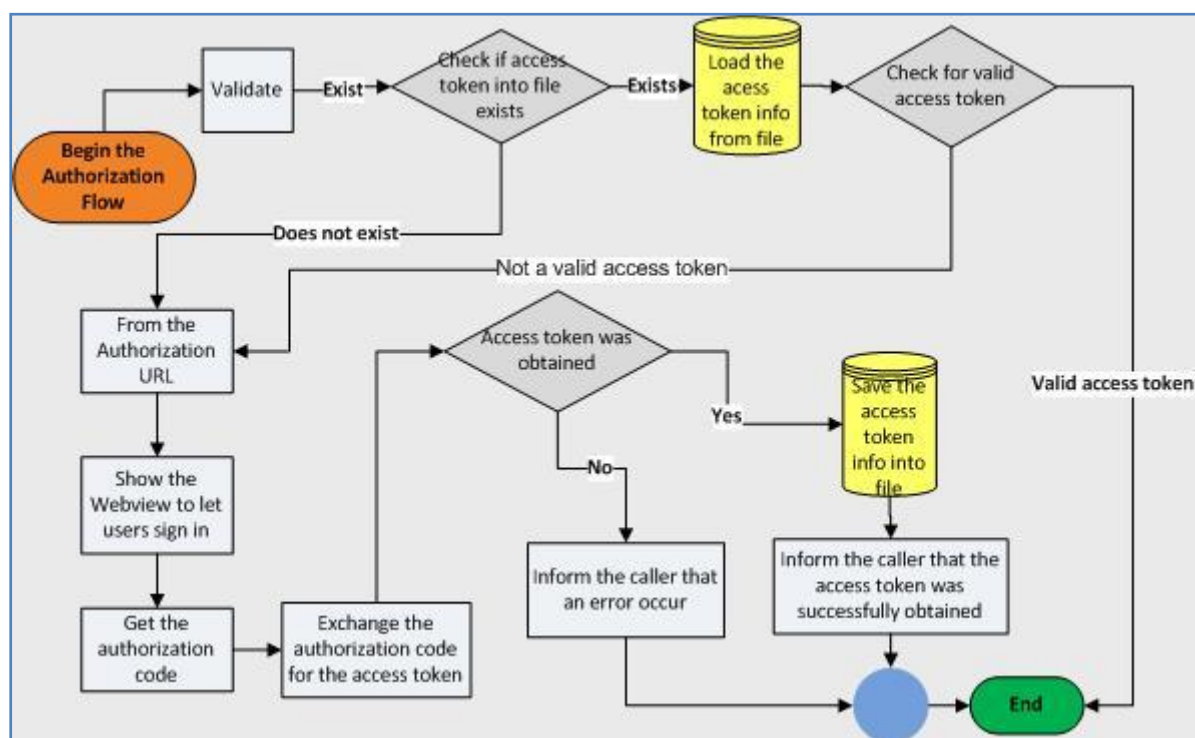 Validate
Exist
Check if access
token into file
exists
Exists
Load the
acess
token info
from file
Check for valid
access token
Begin the
Authorization
Flow
Does not exist
Not a valid access token
From the
Authorization
URL
Access token was
obtained
Valid access token
Yes
Save the
access
token
info into
file
No
Show the
Webview to let
users sign in
Inform the caller that
an error occur
Inform the caller that the
access token was
successfully obtained
Get the
authorization
code
Exchange the
authorization code
for the access token
End